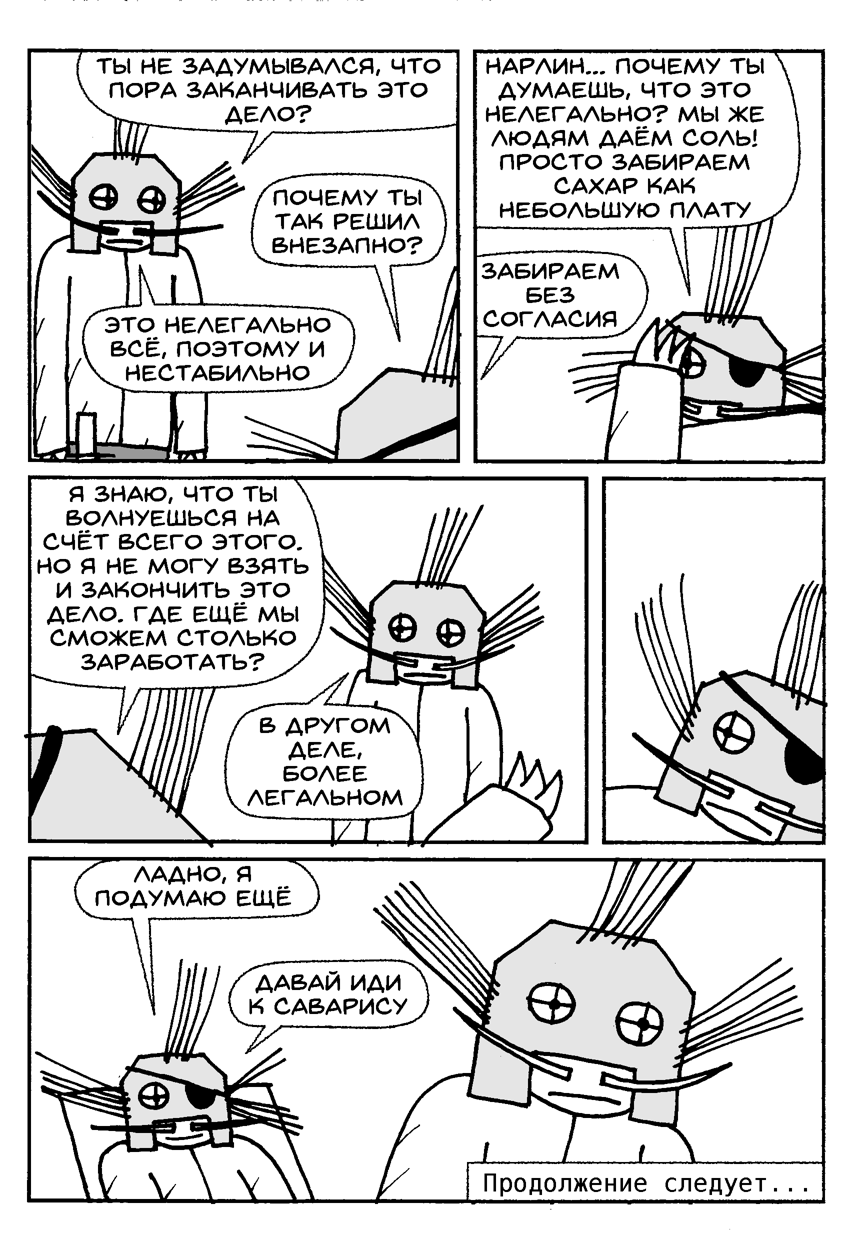 ТЫ НЕ ЗАДУМЫВАЛСЯ, ЧТО
ПОРА ЗАКАНЧИВАТЬ ЭТО
ДЕЛО?
ПОЧЕМУ ТЫ
ТАК РЕШИЛ
ВНЕЗАПНО?
ЭТО НЕЛЕГАЛЬНО
ВСЁ, ПОЭТОМУ И
НЕСТАБИЛЬНО
НАРЛИН... ПОЧЕМУ ТЫ
ДУМАЕШЬ, ЧТО ЭТО
НЕЛЕГАЛЬНО? МЫ ЖЕ
ЛЮДЯМ ДАЁМ СОЛЬ!
ПРОСТО ЗАБИРАЕМ
САХАР КАК
НЕБОЛЬШУЮ ПЛАТУ
ЗАБИРАЕМ
БЕЗ
СОГЛАСИЯ
Я ЗНАЮ, ЧТО ТЫ
ВОЛНУЕШЬСЯ НА
СЧЁТ ВСЕГО ЭТОГО.
НО Я НЕ МОГУ ВЗЯТЬ
И ЗАКОНЧИТЬ ЭТО
ДЕЛО. ГДЕ ЕЩЁ МЫ
СМОЖЕМ СТОЛЬКО
ЗАРАБОТАТЬ?
В ДРУГОМ
ДЕЛЕ,
БОЛЕЕ
ЛЕГАЛЬНОМ
ЛАДНО, Я
ПОДУМАЮ ЕЩЁ
ДАВАЙ ИДИ
К САВАРИСУ
Продолжение следует...